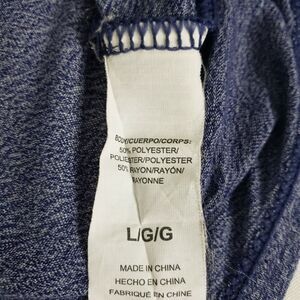 BODY/CUERPO/CORPS:
50% POLYESTER/
POLIÉSTER/POLYESTER
50% RAYON/RAYÓN/
RAYONNE
L/G/G
MADE IN CHINA
HECHO EN CHINA
FABRIQUÉ EN CHINE